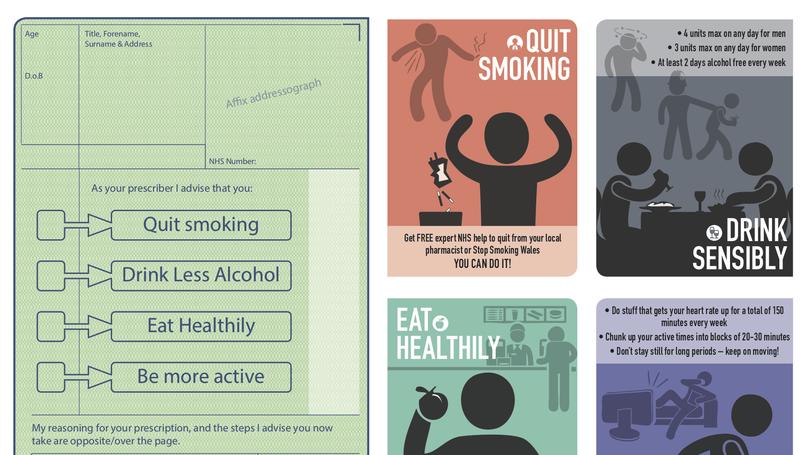 Age
Title, Forename,
Surname & Address
D.o.B
Affix addressograph
NHS Number:
As your prescriber I advise that you:
Quit smoking
Drink Less Alcohol
Eat Healthily
Be more active
My reasoning for your prescription, and the steps I advise you now
take are opposite/over the page.
QUIT
SMOKING
Get FREE expert NHS help to quit from your local
pharmacist or Stop Smoking Wales
YOU CAN DO IT!
• 4 units max on any day for men
• 3 units max on any day for women
• At least 2 days alcohol free every week
DRINK
SENSIBLY
EAT
HEALTHILY
• Do stuff that gets your heart rate up for a total of 150
minutes every week
• Chunk up your active times into blocks of 20-30 minutes
• Don't stay still for long periods – keep on moving!